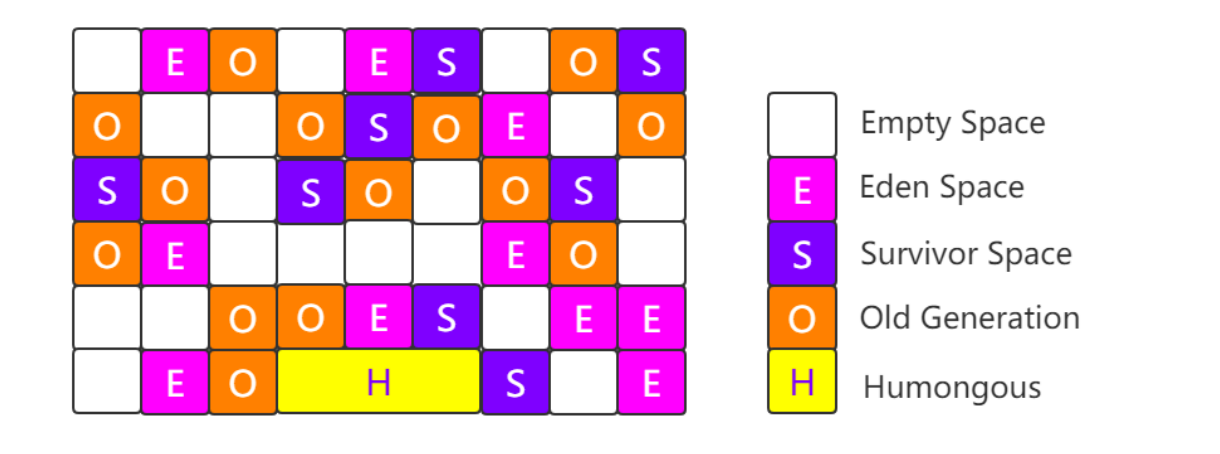 E O E S O S
O O S O E O
S O S O O S
O E E O
O O E S E E
E O H S E
Empty Space
E Eden Space
S Survivor Space
O Old Generation
H Humongous